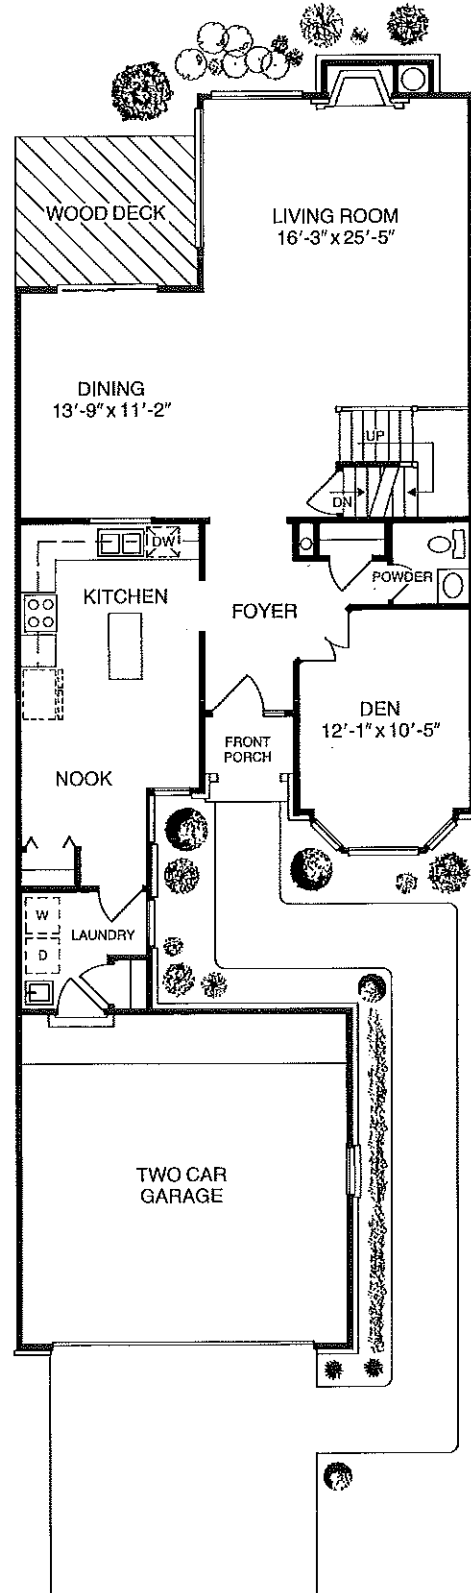 WOOD DECK
LIVING ROOM
16'-3" x 25'-5"
DINING
13'-9" x 11'-2"
UP
DN
DW
KITCHEN
POWDER
FOYER
DEN
12'-1" x 10'-5"
FRONT
PORCH
NOOK
W
LAUNDRY
D
TWO CAR
GARAGE